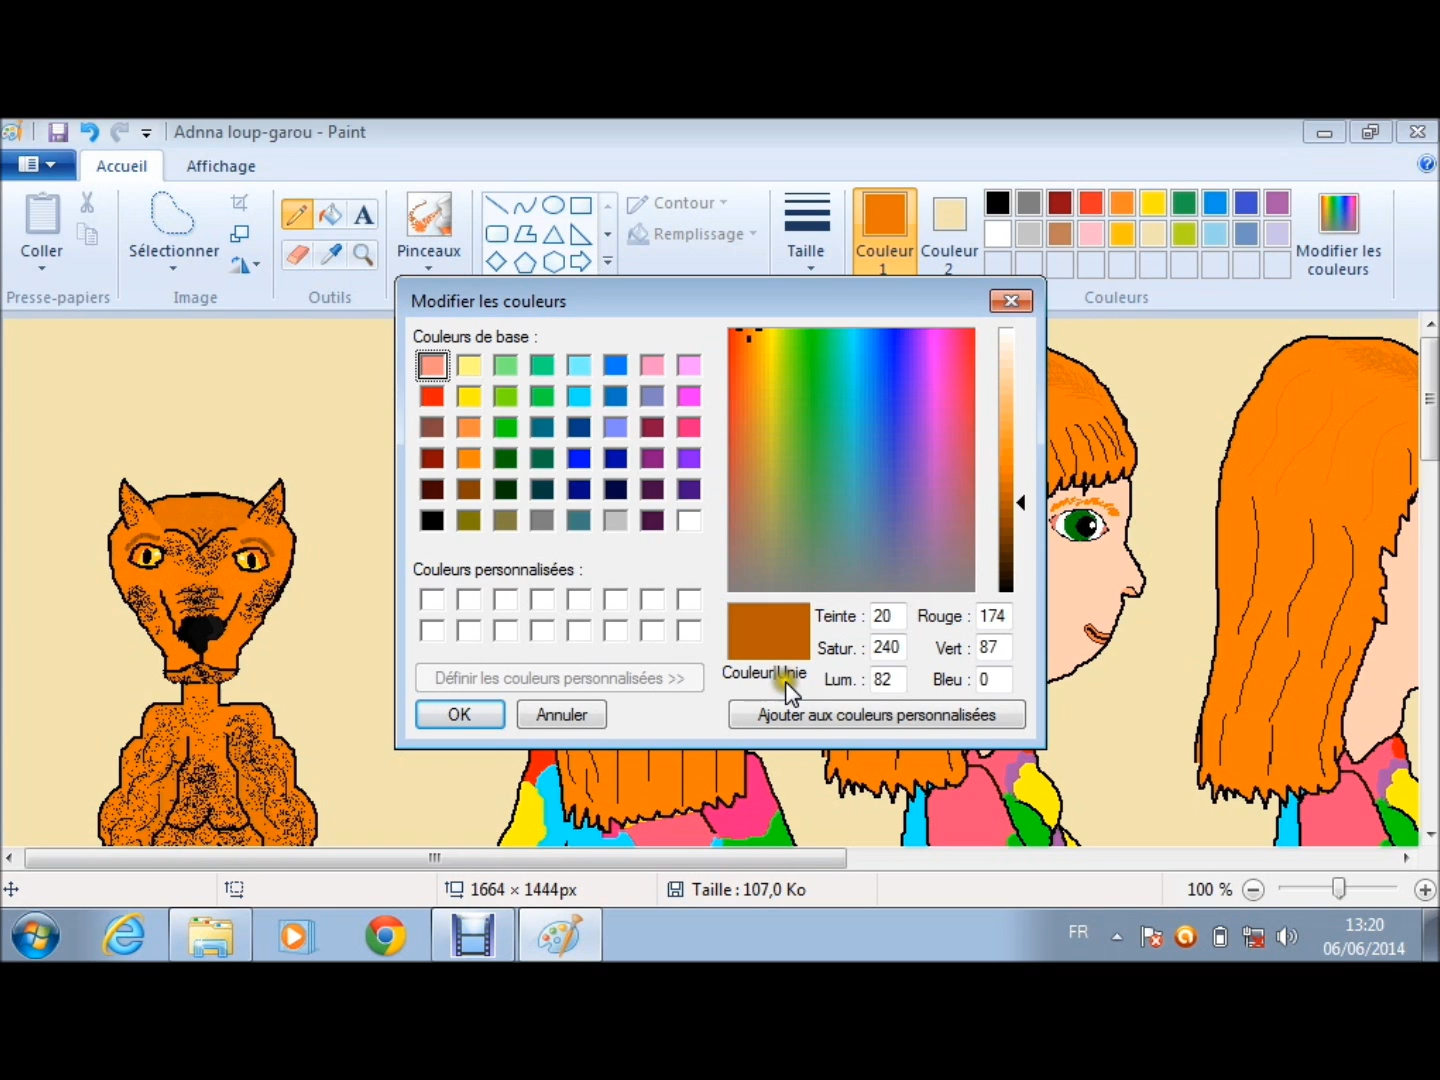 Adnna loup-garou - Paint
Accueil
Affichage
Coller
Sélectionner
A
Pinceaux
Contour
Remplissage
Taille
Couleur 1
Couleur 2
Modifier les couleurs
Presse-papiers
Image
Outils
Couleurs
Modifier les couleurs
Couleurs de base :
Couleurs personnalisées :
Définir les couleurs personnalisées >>
OK
Annuler
Couleur|Unie
Teinte : 20
Rouge : 174
Satur. : 240
Vert : 87
Lum. : 82
Bleu : 0
Ajouter aux couleurs personnalisées
1664 × 1444px
Taille : 107,0 Ko
100 %
FR
13:20
06/06/2014